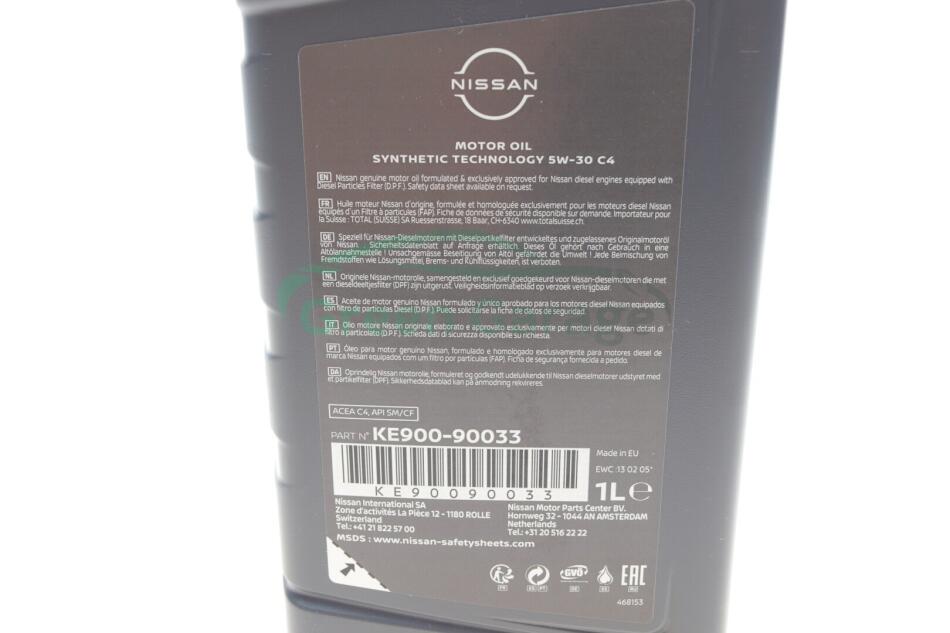 NISSAN
MOTOR OIL
SYNTHETIC TECHNOLOGY 5W-30 C4
EN Nissan genuine motor oil formulated & exclusively approved for Nissan diesel engines equipped with
Diesel Particles Filter (D.P.F.). Safety data sheet available on request.
FR Huile moteur Nissan d'origine, formulée et homologuée exclusivement pour les moteurs diesel Nissan
équipés d'un Filtre à particules (FAP). Fiche de données de sécurité disponible sur demande. Importateur pour
la Suisse : TOTAL (SUISSE) SA Ruessenstrasse, 18 Baar, CH-6340 www.totalsuisse.ch.
DE Speziell für Nissan-Dieselmotoren mit Dieselpartikelfilter entwickeltes und zugelassenes Originalmotoröl
von Nissan. Sicherheitsdatenblatt auf Anfrage erhältlich. Dieses Öl gehört nach Gebrauch in eine
Altölannahmestelle ! Unsachgemässe Beseitigung von Altöl gefährdet die Umwelt ! Jede Beimischung von
Fremdstoffen wie Lösungsmittel, Brems- und Kühlflüssigkeiten, ist verboten.
NL Originele Nissan-motorolie, samengesteld en exclusief goedgekeurd voor Nissan-dieselmotoren die met
een dieseldeeltjesfilter (DPF) zijn uitgerust. Veiligheidsinformatieblad op verzoek verkrijgbaar.
ES Aceite de motor genuino Nissan formulado y único aprobado para los motores diesel Nissan equipados
con filtro de partículas Diesel (D.P.F.). Puede solicitarse la ficha de datos de seguridad.
IT Olio motore Nissan origine elaborato e approvato exclusivamente per motori diesel Nissan dotati di
filtro a particolato (D.P.F.). Scheda dati di sicurezza disponibile su richiesta.
PT Óleo para motor genuino Nissan, formulado e homologado exclusivamente para motores diesel de
marca Nissan equipados com um filtro por partículas (FAP). Ficha de segurança fornecida a pedido.
DA Oprindelig Nissan motorolie, formuleret og godkendt udelukkende til Nissan dieselmotorer udstyret med
et partikelfilter (DPF). Sikkerhedsdatablad kan på anmodning rekvireres.
ACEA C4, API SM/CF
PART N° KE900-90033
KE90090033
Made in EU
EWC :13 02 05*
1L e
Nissan International SA
Zone d'activités La Pièce 12 - 1180 ROLLE
Switzerland
Tel.: +41 21 822 57 00
Nissan Motor Parts Center BV.
Hornweg 32 - 1044 AN AMSTERDAM
Netherlands
Tel.: +31 20 516 22 22
MSDS : www.nissan-safetysheets.com
GVÖ
EAC
FR
ES PT
DE
ES
RU
468153